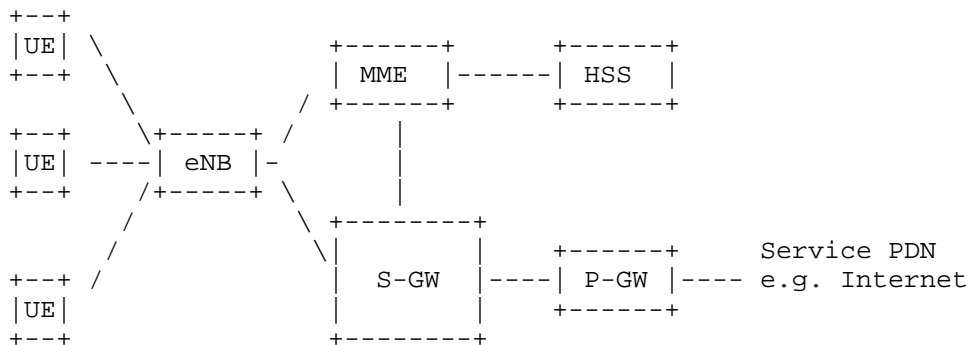 UE
MME HSS
UE eNB
Service PDN
S-GW P-GW e.g. Internet
UE